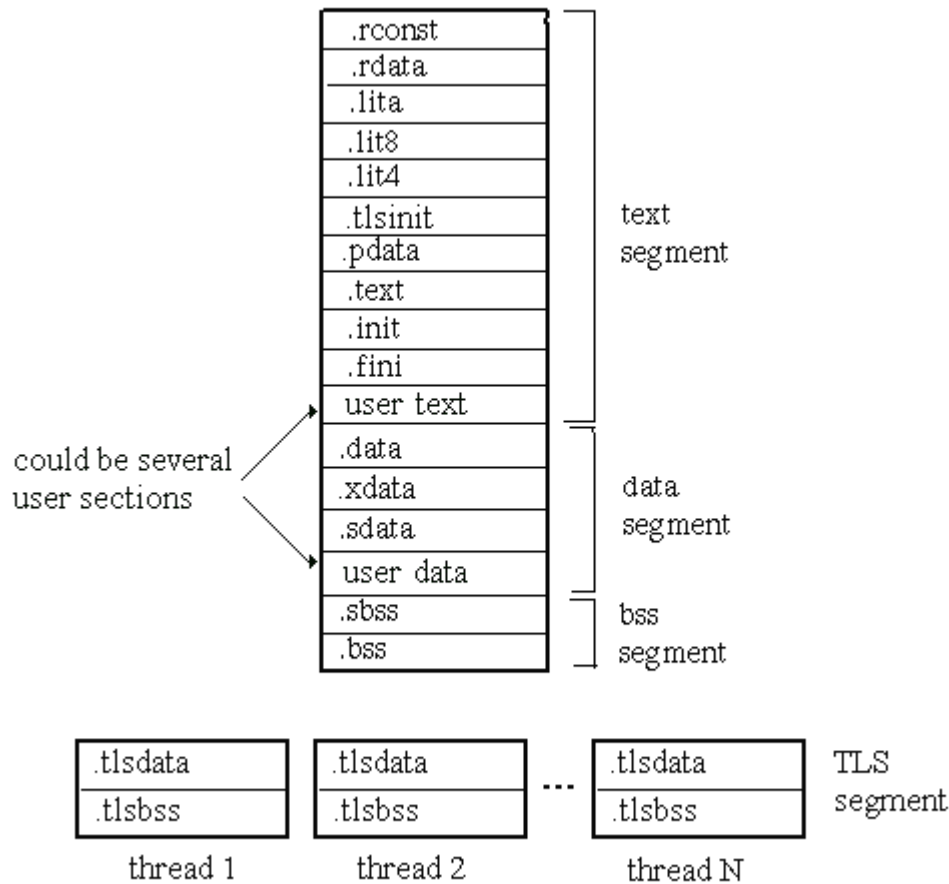 .rconst
.rdata
.lita
.lit8
.lit4
.tlsinit
.pdata
.text
.init
.fini
user text
.data
.xdata
.sdata
user data
.sbss
.bss
text
segment
data
segment
bss
segment
could be several
user sections
.tlsdata
.tlsbss
thread 1
.tlsdata
.tlsbss
thread 2
...
.tlsdata
.tlsbss
thread N
TLS
segment